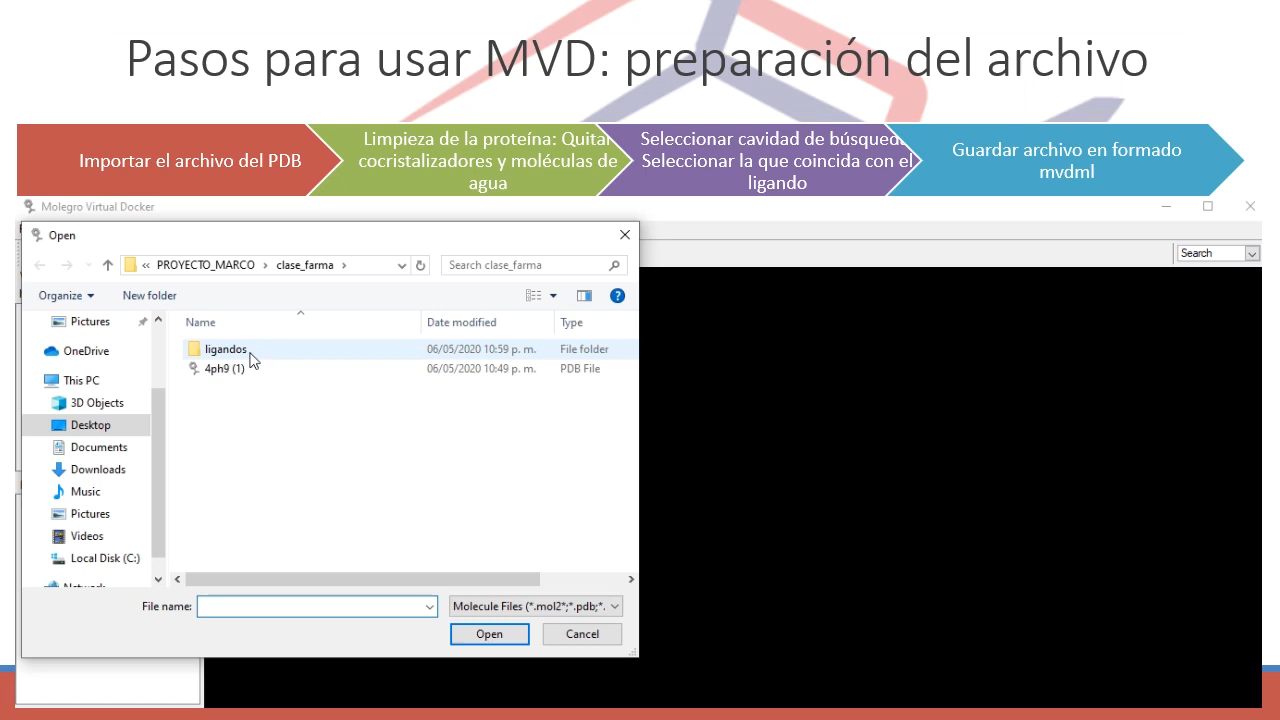 Pasos para usar MVD: preparación del archivo
Importar el archivo del PDB
Limpieza de la proteína: Quitar
cocristalizadores y moléculas de
agua
Seleccionar cavidad de búsqueda
Seleccionar la que coincida con el
ligando
Guardar archivo en formado
mvdml
Molegro Virtual Docker
Open
« PROYECTO_MARCO › clase_farma ›
Search clase_farma
Search
Organize
New folder
Name
Date modified
Type
Pictures
OneDrive
This PC
3D Objects
Desktop
Documents
Downloads
Music
Pictures
Videos
Local Disk (C:)
ligandos 06/05/2020 10:59 p. m. File folder
4ph9 (1) 06/05/2020 10:49 p. m. PDB File
File name:
Molecule Files (*.mol2*;*.pdb;*.
Open
Cancel